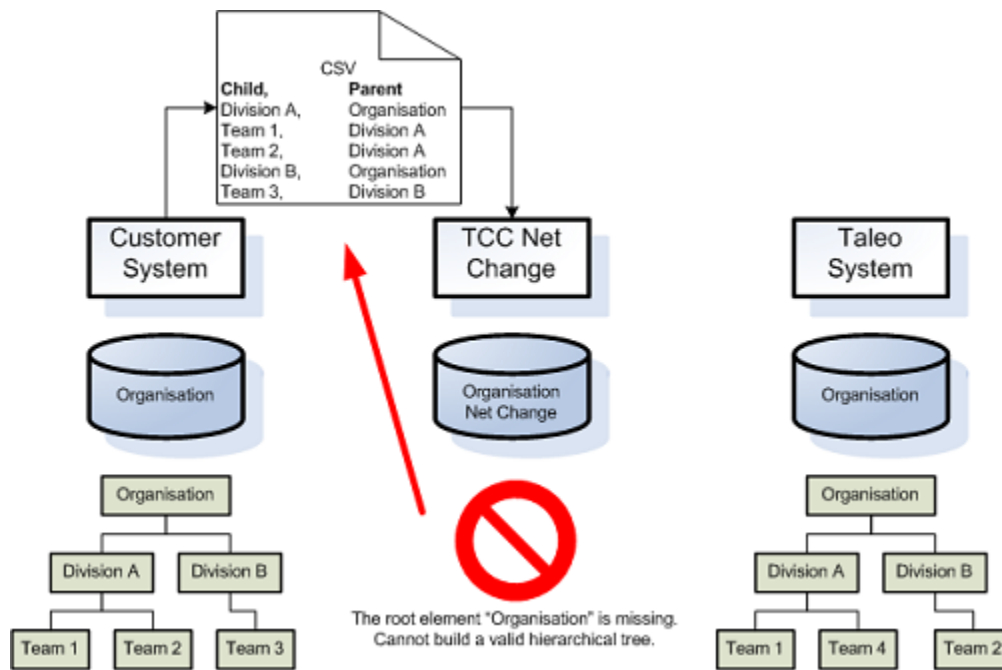 CSV
Child, Parent
Division A, Organisation
Team 1, Division A
Team 2, Division A
Division B, Organisation
Team 3, Division B
Customer
System
TCC Net
Change
Taleo
System
Organisation
Organisation
Net Change
Organisation
Organisation
Division A Division B
Team 1 Team 2 Team 3
The root element "Organisation" is missing.
Cannot build a valid hierarchical tree.
Organisation
Division A Division B
Team 1 Team 4 Team 2